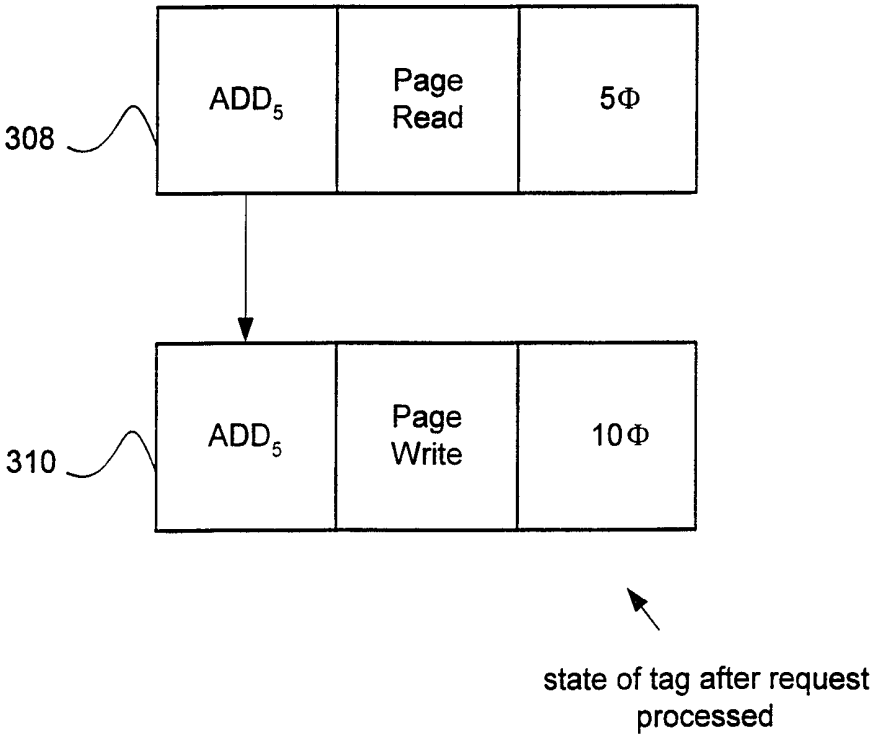 308
ADD₅
Page
Read
5Φ
310
ADD₅
Page
Write
10Φ
state of tag after request
processed